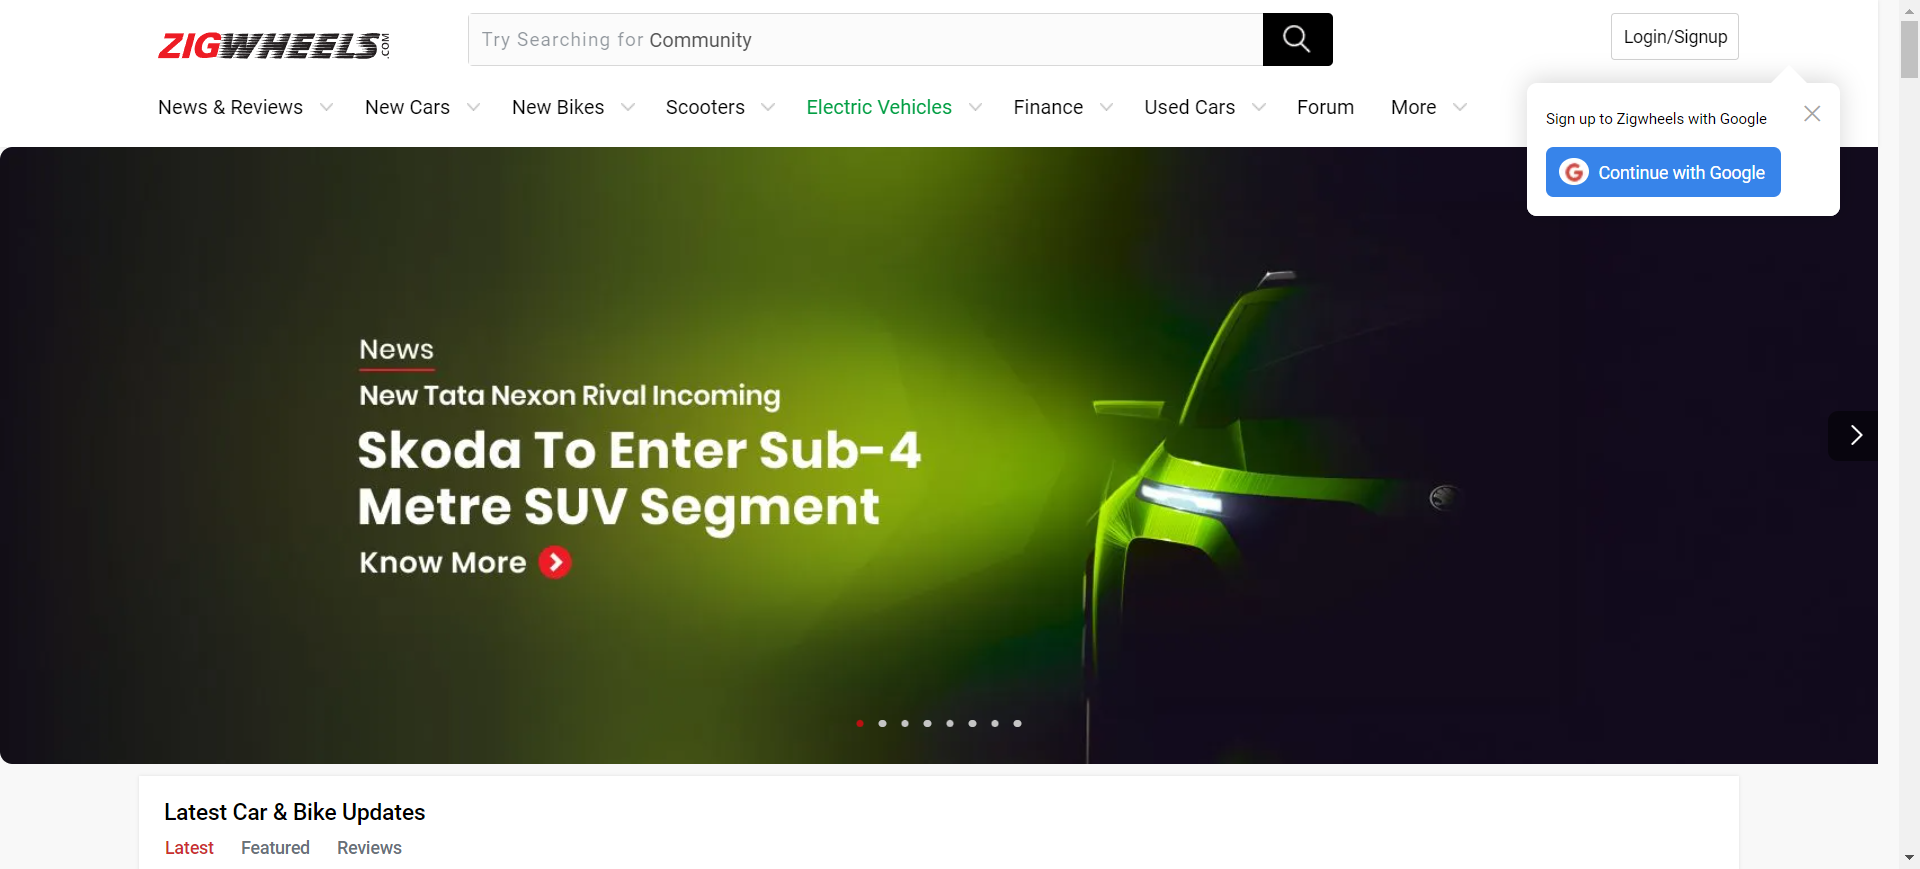 ZIGWHEELS.COM
Try Searching for Community
Login/Signup
News & Reviews
New Cars
New Bikes
Scooters
Electric Vehicles
Finance
Used Cars
Forum
More
Sign up to Zigwheels with Google
Continue with Google
News
New Tata Nexon Rival Incoming
Skoda To Enter Sub-4
Metre SUV Segment
Know More
Latest Car & Bike Updates
Latest
Featured
Reviews